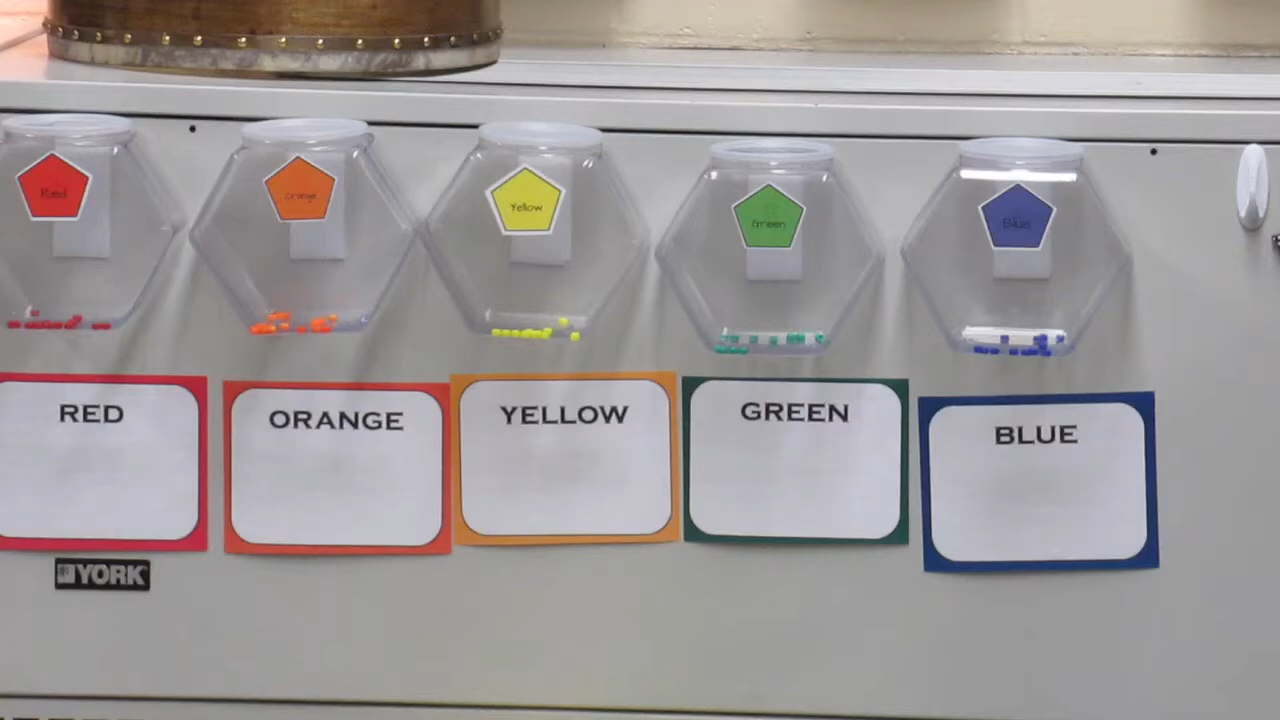 Red
Orange
Yellow
Green
Blue
RED
ORANGE
YELLOW
GREEN
BLUE
YORK